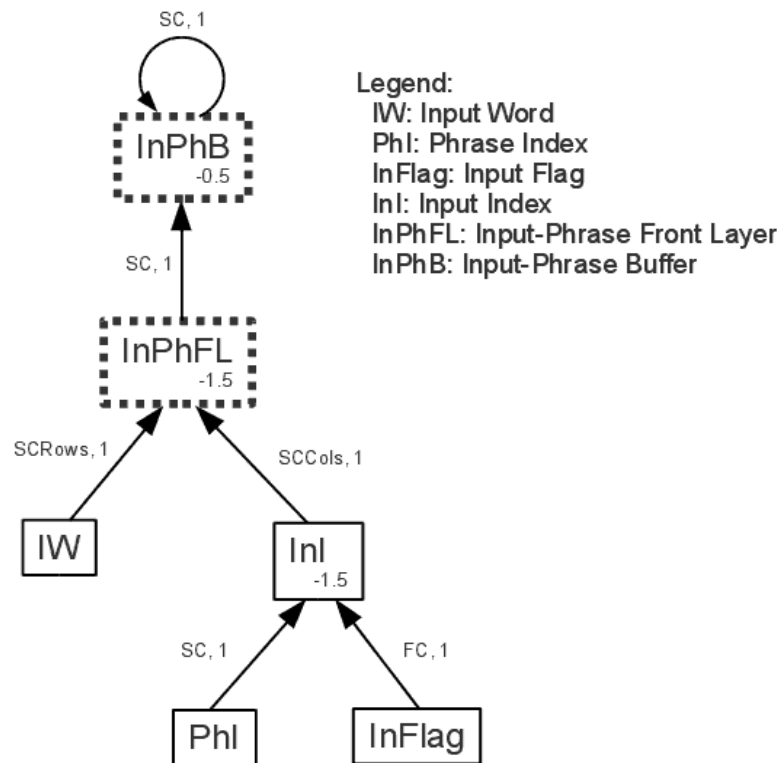 SC, 1
InPhB
-0.5
SC, 1
InPhFL
-1.5
SCRows, 1
SCCols, 1
IW
InI
-1.5
SC, 1
FC, 1
PhI
InFlag
Legend:
IW: Input Word
PhI: Phrase Index
InFlag: Input Flag
InI: Input Index
InPhFL: Input-Phrase Front Layer
InPhB: Input-Phrase Buffer